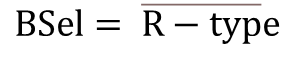 BSel = R − type